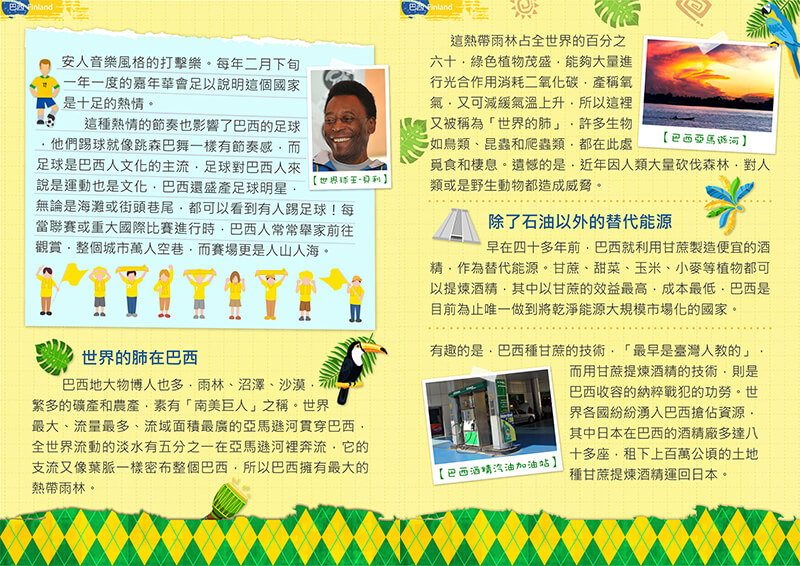 巴西 Finland
安人音樂風格的打擊樂。每年二月下旬
一年一度的嘉年華會足以說明這個國家
是十足的熱情。
這種熱情的節奏也影響了巴西的足球
，他們踢球就像跳森巴舞一樣有節奏感，而
足球是巴西人文化的主流，足球對巴西人來
說是運動也是文化，巴西還盛產足球明星，
無論是海灘或街頭巷尾，都可以看到有人踢足球！每
當聯賽或重大國際比賽進行時，巴西人常常舉家前往
觀賞，整個城市萬人空巷，而賽場更是人山人海。
【世界球王-貝利】
世界的肺在巴西
巴西地大物博人也多，雨林、沼澤、沙漠，
繁多的礦產和農產，素有「南美巨人」之稱。世界
最大、流量最多、流域面積最廣的亞馬遜河貫穿巴西，
全世界流動的淡水有五分之一在亞馬遜河裡奔流，它的
支流又像葉脈一樣密布整個巴西，所以巴西擁有最大的
熱帶雨林。
巴西 Finland
這熱帶雨林占全世界的百分之
六十，綠色植物茂盛，能夠大量進
行光合作用消耗二氧化碳，產稱氧
氣，又可減緩氣溫上升，所以這裡
又被稱為「世界的肺」，許多生物
如鳥類、昆蟲和爬蟲類，都在此處
覓食和棲息。遺憾的是，近年因人類大量砍伐森林，對人
類或是野生動物都造成威脅。
【巴西亞馬遜河】
除了石油以外的替代能源
早在四十多年前，巴西就利用甘蔗製造便宜的酒
精，作為替代能源。甘蔗、甜菜、玉米、小麥等植物都可
以提煉酒精，其中以甘蔗的效益最高，成本最低，巴西是
目前為止唯一做到將乾淨能源大規模市場化的國家。
有趣的是，巴西種甘蔗的技術，「最早是臺灣人教的」，
而用甘蔗提煉酒精的技術，則是
巴西收容的納粹戰犯的功勞。世
界各國紛紛湧入巴西搶佔資源，
其中日本在巴西的酒精廠多達八
十多座，租下上百萬公頃的土地
種甘蔗提煉酒精運回日本。
【巴西酒精汽油加油站】